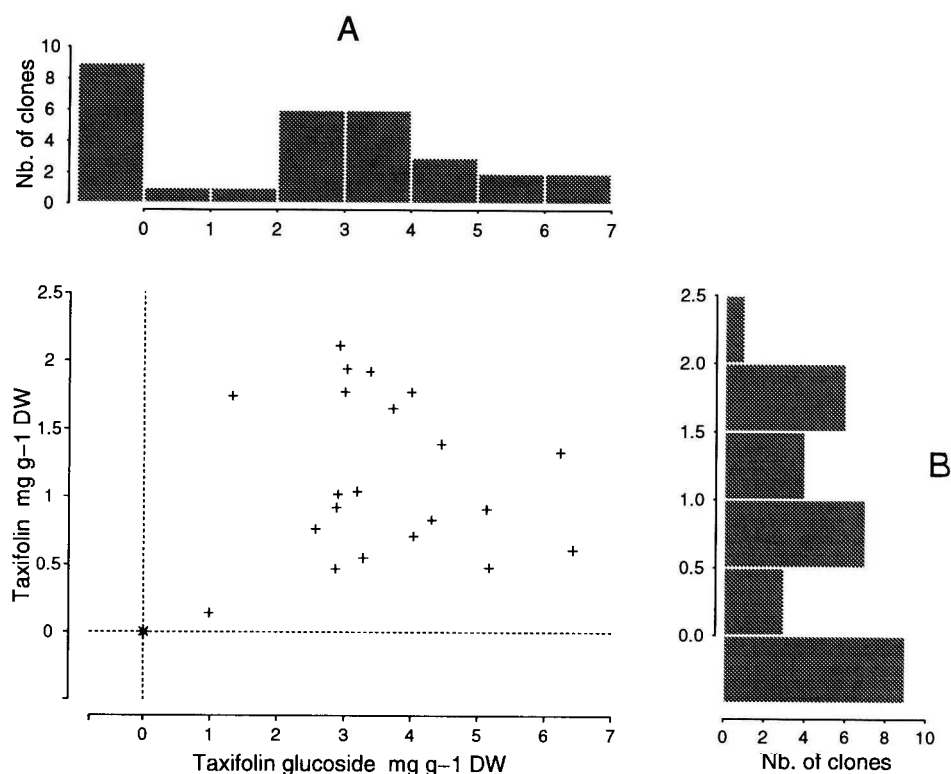 A
Nb. of clones
10
8
6
4
2
0
0 1 2 3 4 5 6 7
Taxifolin mg g–1 DW
2.5
2
1.5
1
0.5
0
0 1 2 3 4 5 6 7
Taxifolin glucoside mg g–1 DW
B
2.5
2.0
1.5
1.0
0.5
0.0
0 2 4 6 8 10
Nb. of clones